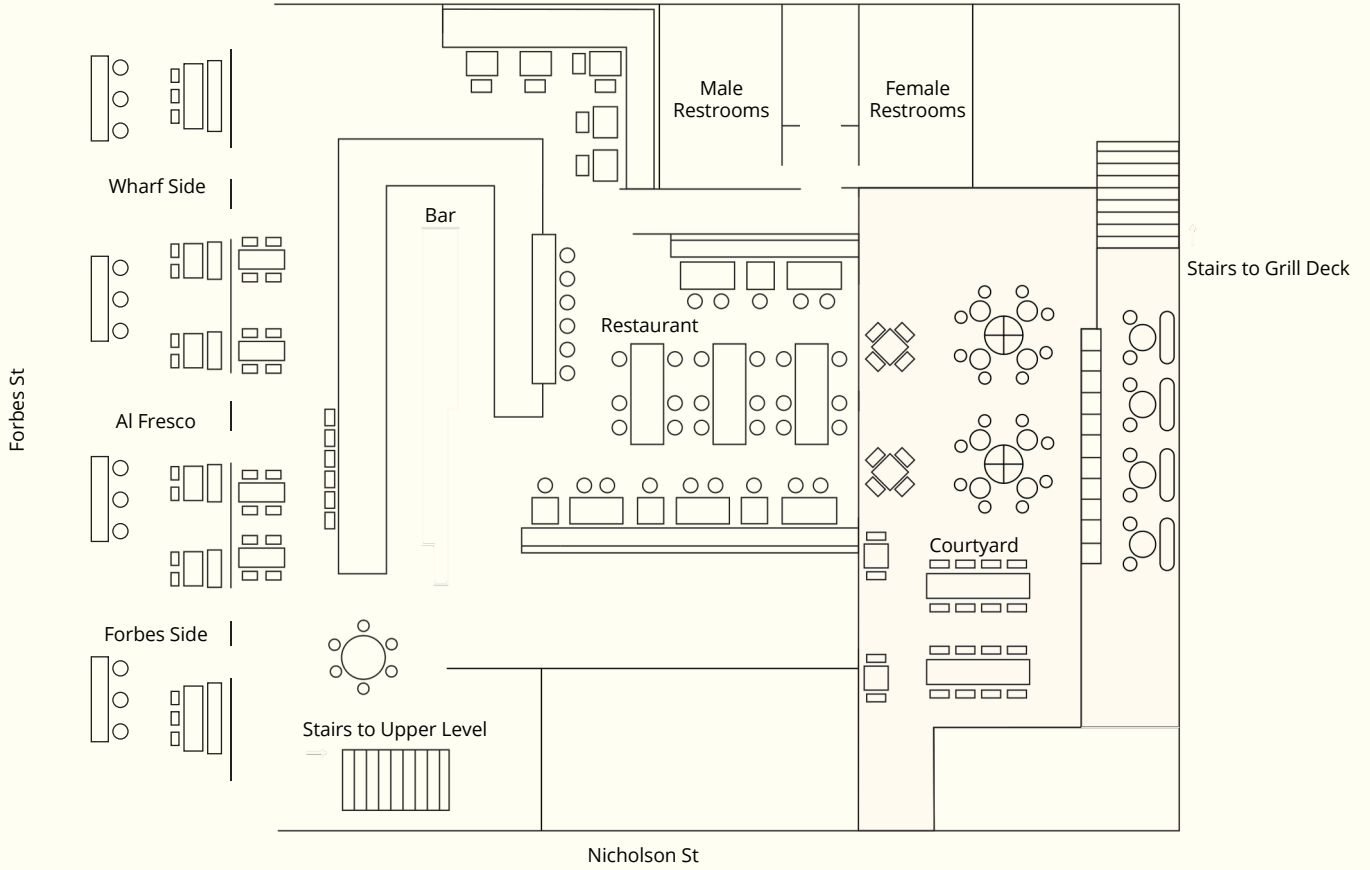 Male
Restrooms
Female
Restrooms
Wharf Side
Bar
Stairs to Grill Deck
Restaurant
Forbes St
Al Fresco
Courtyard
Forbes Side
Stairs to Upper Level
Nicholson St